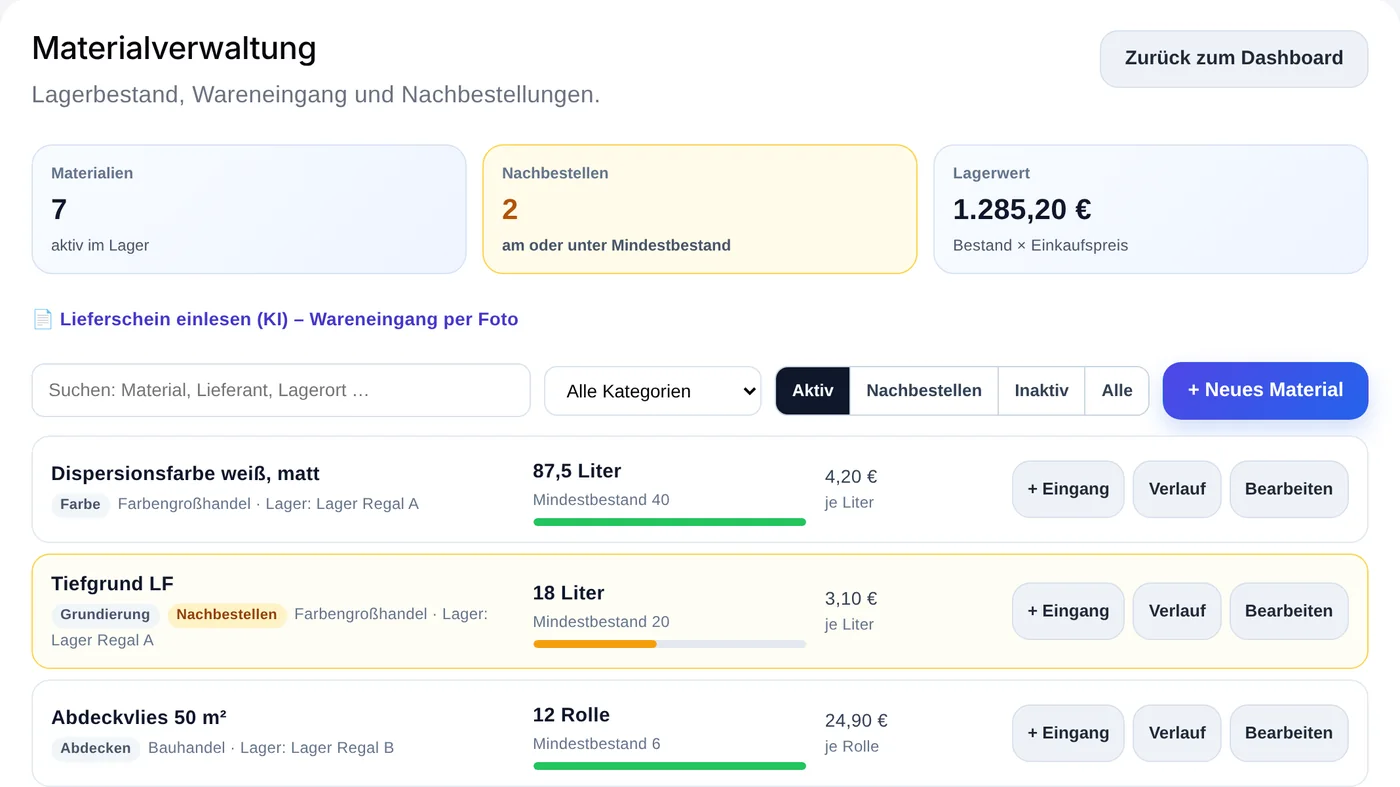 Materialverwaltung
Zurück zum Dashboard
Lagerbestand, Wareneingang und Nachbestellungen.
Materialien
7
aktiv im Lager
Nachbestellen
2
am oder unter Mindestbestand
Lagerwert
1.285,20 €
Bestand × Einkaufspreis
Lieferschein einlesen (KI) – Wareneingang per Foto
Suchen: Material, Lieferant, Lagerort …
Alle Kategorien
Aktiv
Nachbestellen
Inaktiv
Alle
+ Neues Material
Dispersionsfarbe weiß, matt
Farbe Farbengroßhandel · Lager: Lager Regal A
87,5 Liter
Mindestbestand 40
4,20 €
je Liter
+ Eingang
Verlauf
Bearbeiten
Tiefgrund LF
Grundierung Nachbestellen Farbengroßhandel · Lager:
Lager Regal A
18 Liter
Mindestbestand 20
3,10 €
je Liter
+ Eingang
Verlauf
Bearbeiten
Abdeckvlies 50 m²
Abdecken Bauhandel · Lager: Lager Regal B
12 Rolle
Mindestbestand 6
24,90 €
je Rolle
+ Eingang
Verlauf
Bearbeiten